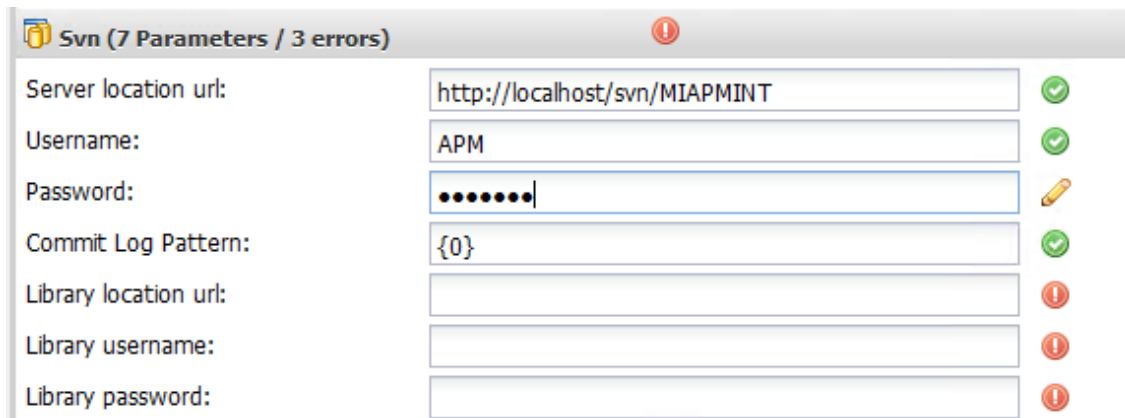 Svn (7 Parameters / 3 errors)
Server location url: http://localhost/svn/MIAPMINT
Username: APM
Password: •••••••
Commit Log Pattern: {0}
Library location url:
Library username:
Library password: